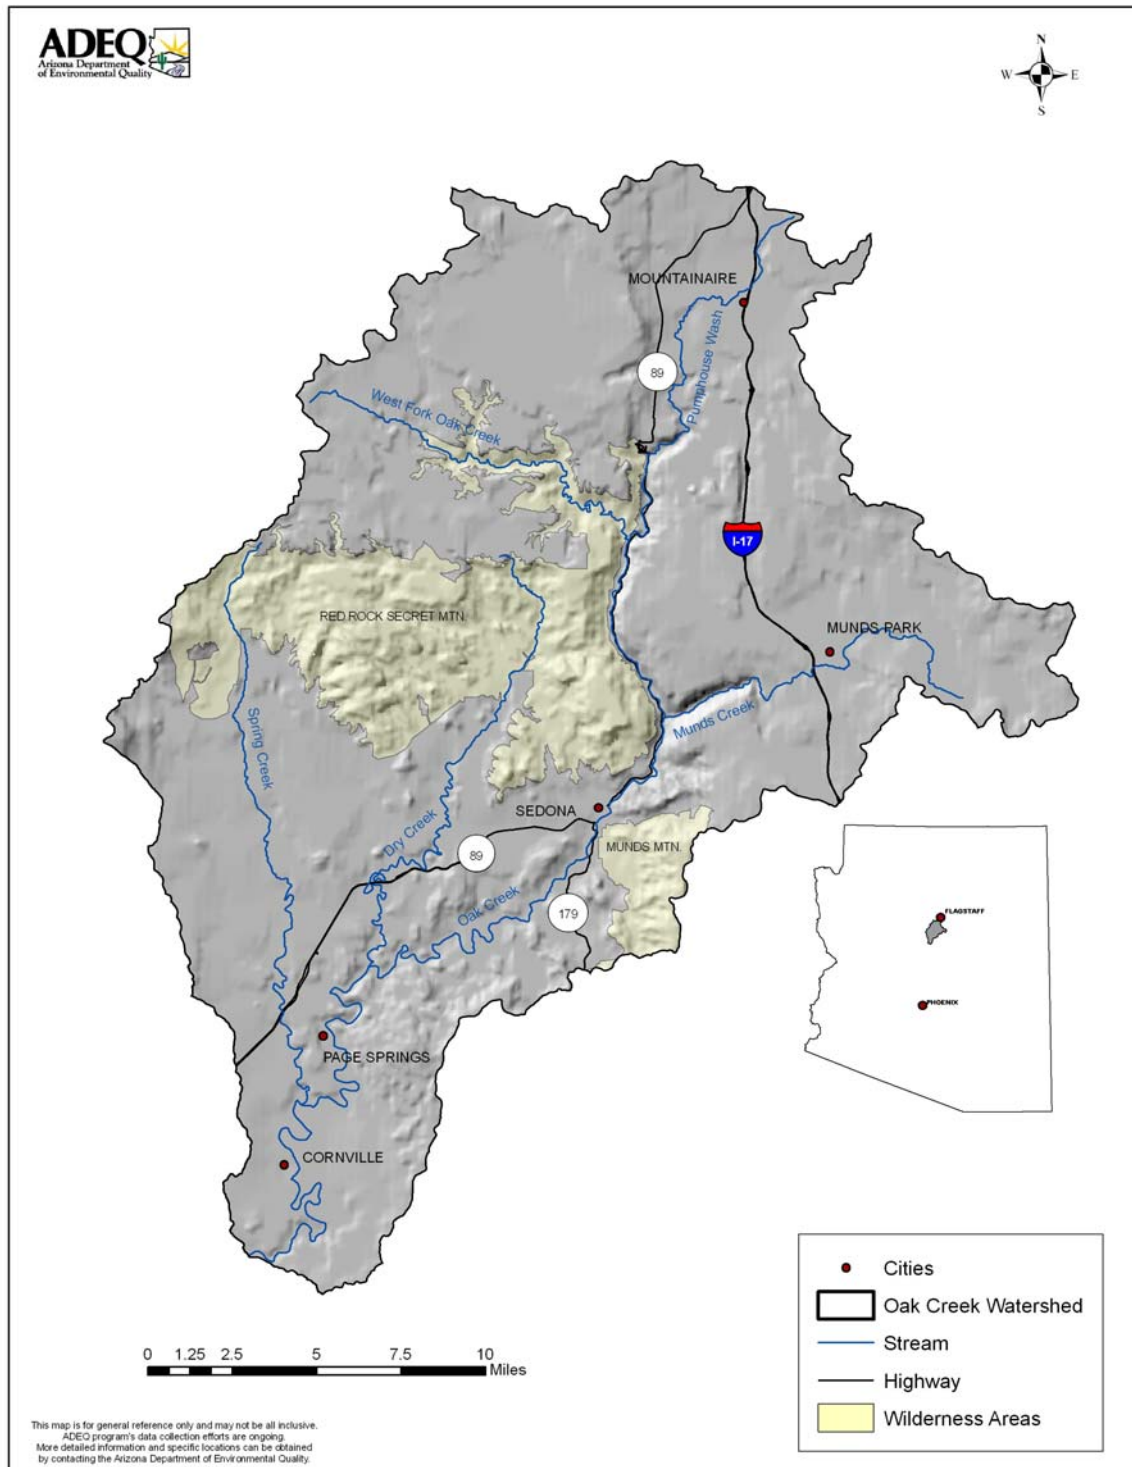 ADEQ
Arizona Department
of Environmental Quality
N
W E
S
MOUNTAINAIRE
89
Pumphouse Wash
West Fork Oak Creek
I-17
RED ROCK SECRET MTN.
MUNDS PARK
Spring Creek
Munds Creek
SEDONA
Dry Creek
MUNDS MTN.
89
Oak Creek
179
FLAGSTAFF
PHOENIX
PAGE SPRINGS
CORNVILLE
Cities
Oak Creek Watershed
Stream
Highway
Wilderness Areas
0 1.25 2.5 5 7.5 10
Miles
This map is for general reference only and may not be all inclusive.
ADEQ program's data collection efforts are ongoing.
More detailed information and specific locations can be obtained
by contacting the Arizona Department of Environmental Quality.